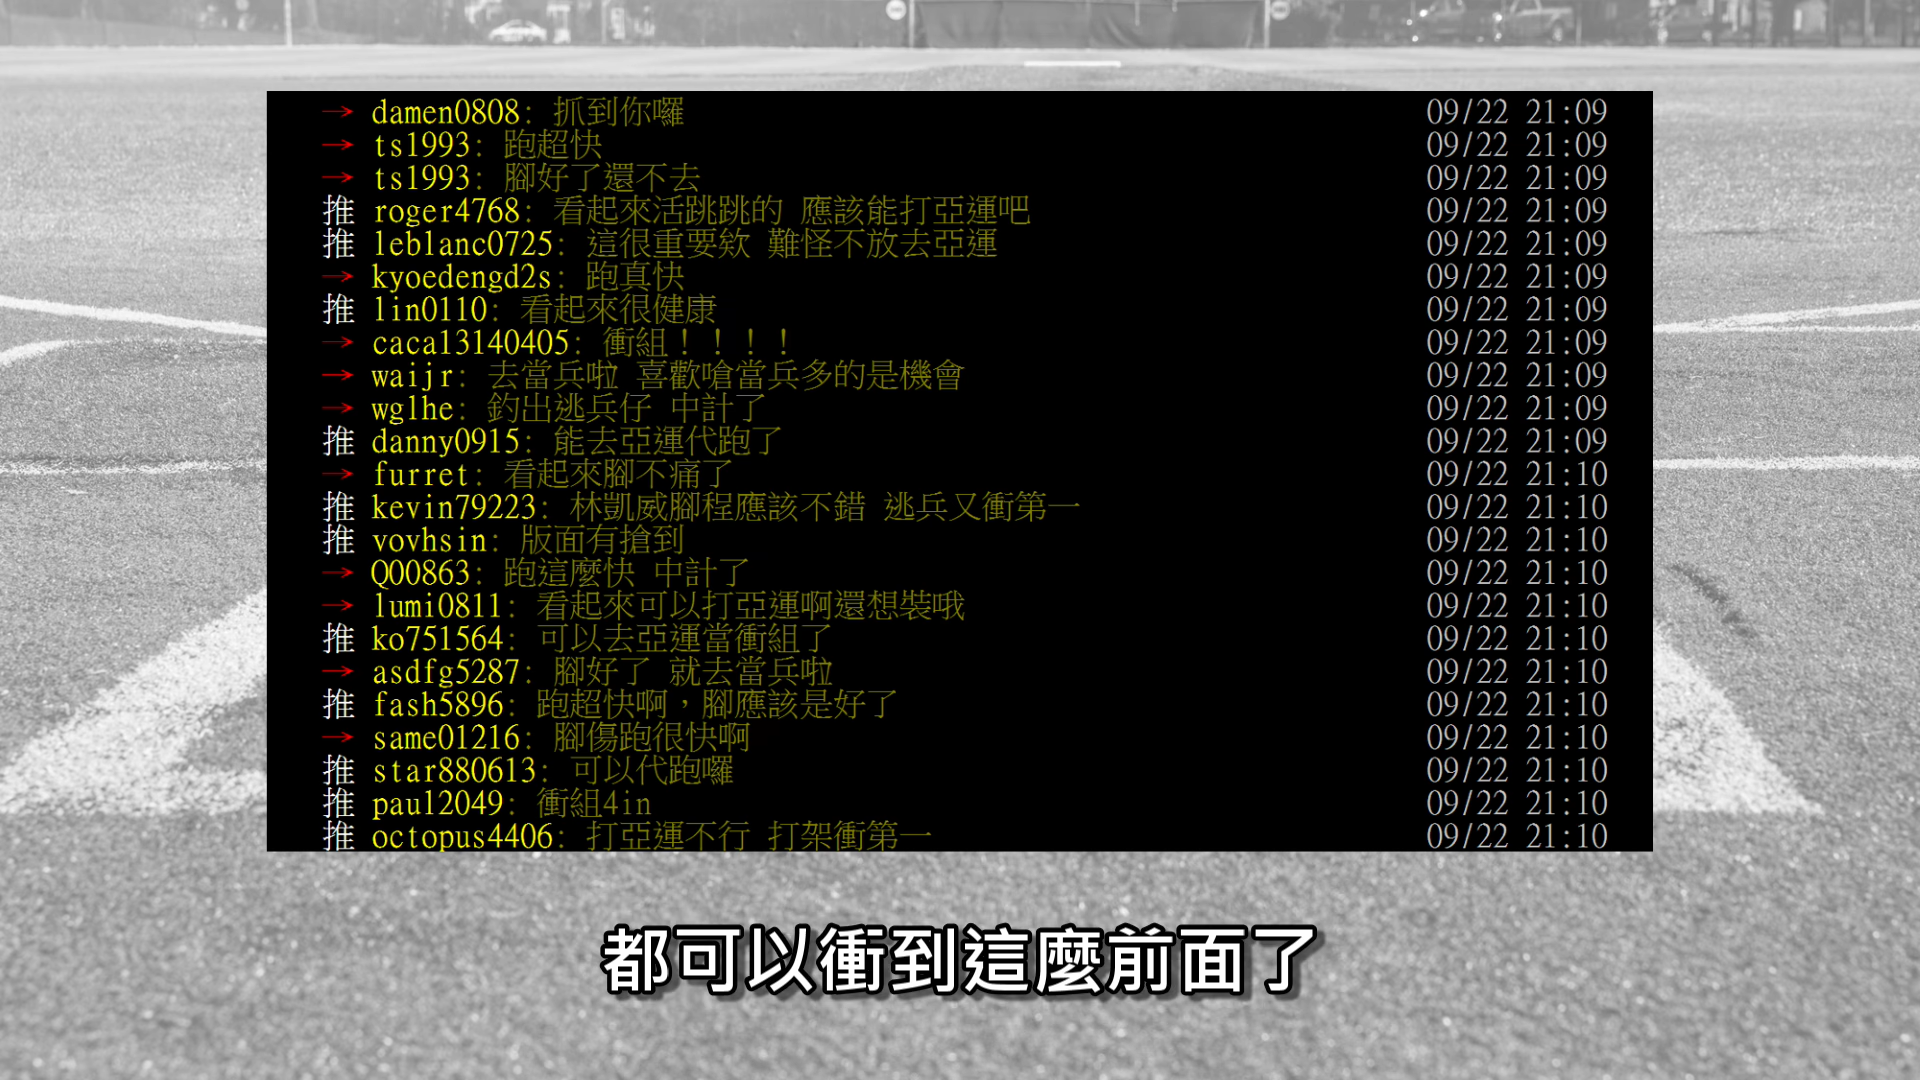 → damen0808: 抓到你囉 09/22 21:09
→ ts1993: 跑超快 09/22 21:09
→ ts1993: 腳好了還不去 09/22 21:09
推 roger4768: 看起來活跳跳的 應該能打亞運吧 09/22 21:09
推 leblanc0725: 這很重要欸 難怪不放去亞運 09/22 21:09
→ kyoedengd2s: 跑真快 09/22 21:09
推 lin0110: 看起來很健康 09/22 21:09
→ caca13140405: 衝組！！！！ 09/22 21:09
→ waijr: 去當兵啦 喜歡嗆當兵多的是機會 09/22 21:09
→ wglhe: 釣出逃兵仔 中計了 09/22 21:09
推 danny0915: 能去亞運代跑了 09/22 21:09
→ furret: 看起來腳不痛了 09/22 21:10
推 kevin79223: 林凱威腳程應該不錯 逃兵又衝第一 09/22 21:10
推 vovhsin: 版面有搶到 09/22 21:10
→ Q00863: 跑這麼快 中計了 09/22 21:10
→ lumi0811: 看起來可以打亞運啊還想裝哦 09/22 21:10
推 ko751564: 可以去亞運當衝組了 09/22 21:10
→ asdfg5287: 腳好了 就去當兵啦 09/22 21:10
推 fash5896: 跑超快啊，腳應該是好了 09/22 21:10
→ same01216: 腳傷跑很快啊 09/22 21:10
推 star880613: 可以代跑囉 09/22 21:10
推 paul2049: 衝組4in 09/22 21:10
推 octopus4406: 打亞運不行 打架衝第一 09/22 21:10
都可以衝到這麼前面了